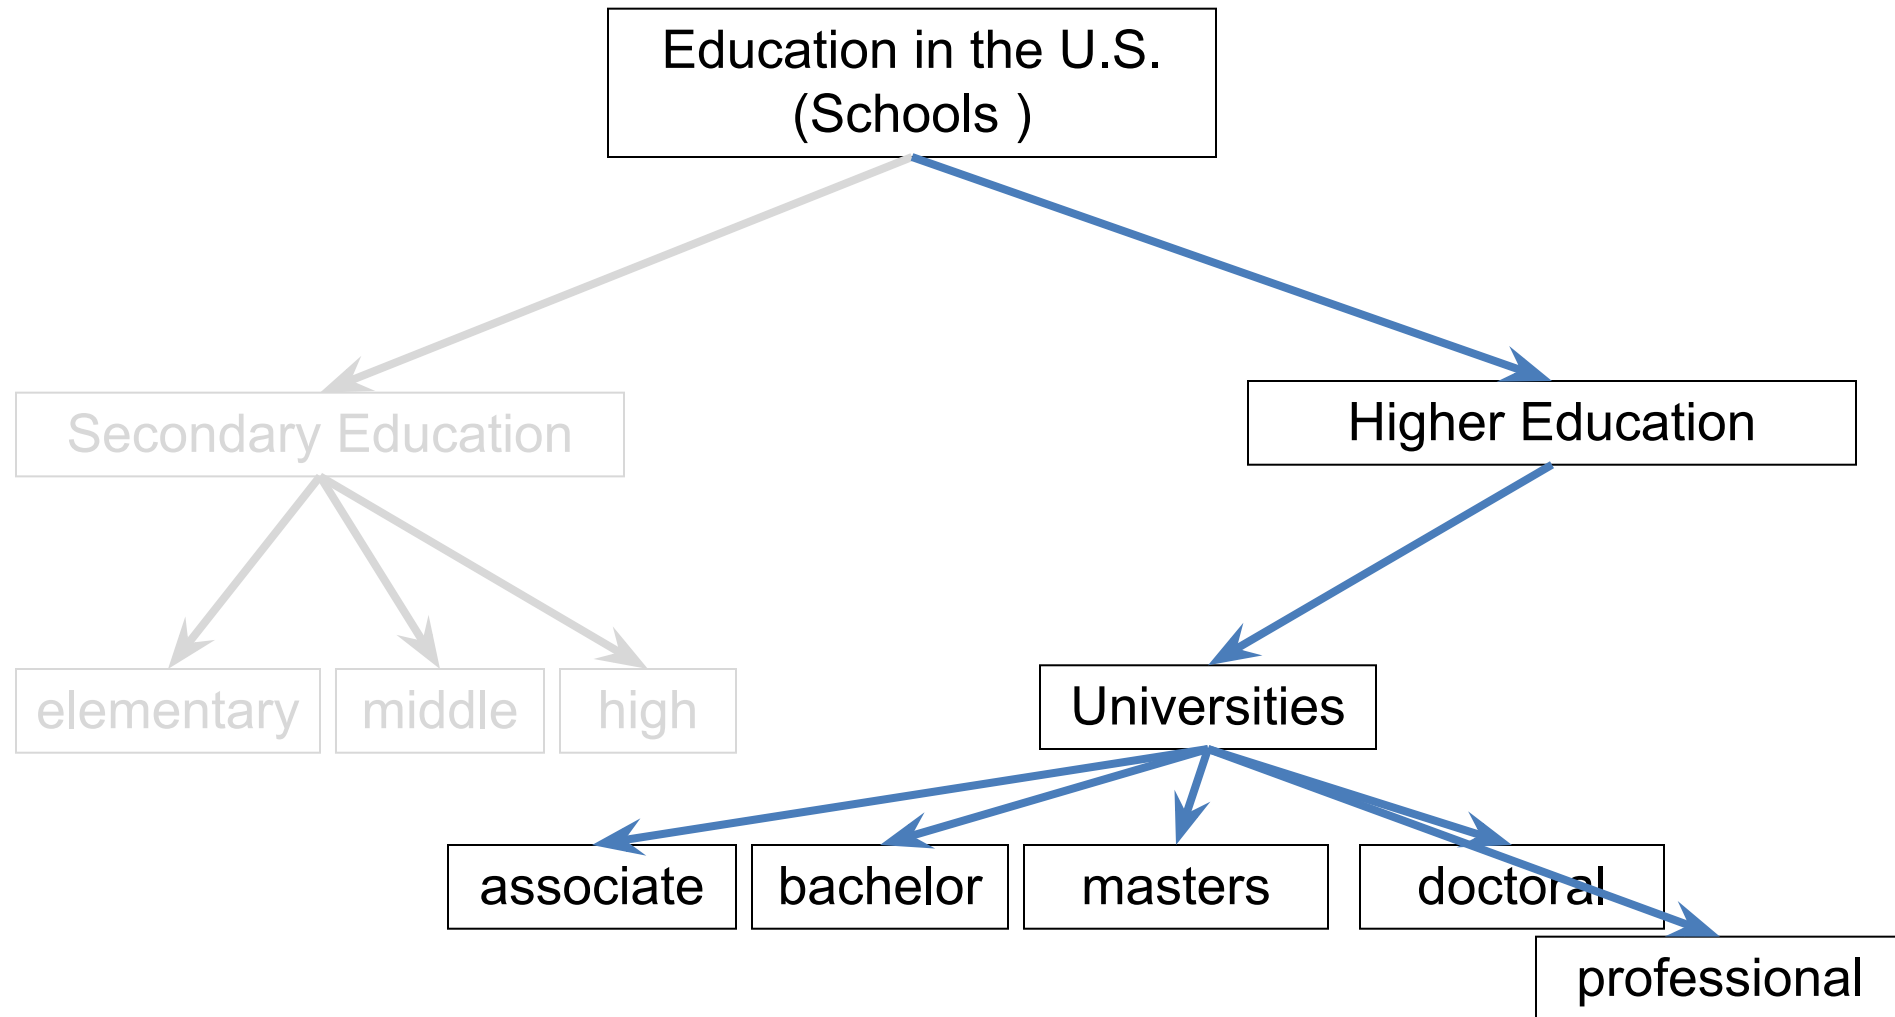 Education in the U.S.
(Schools )
Secondary Education
Higher Education
elementary
middle
high
Universities
associate
bachelor
masters
doctoral
professional